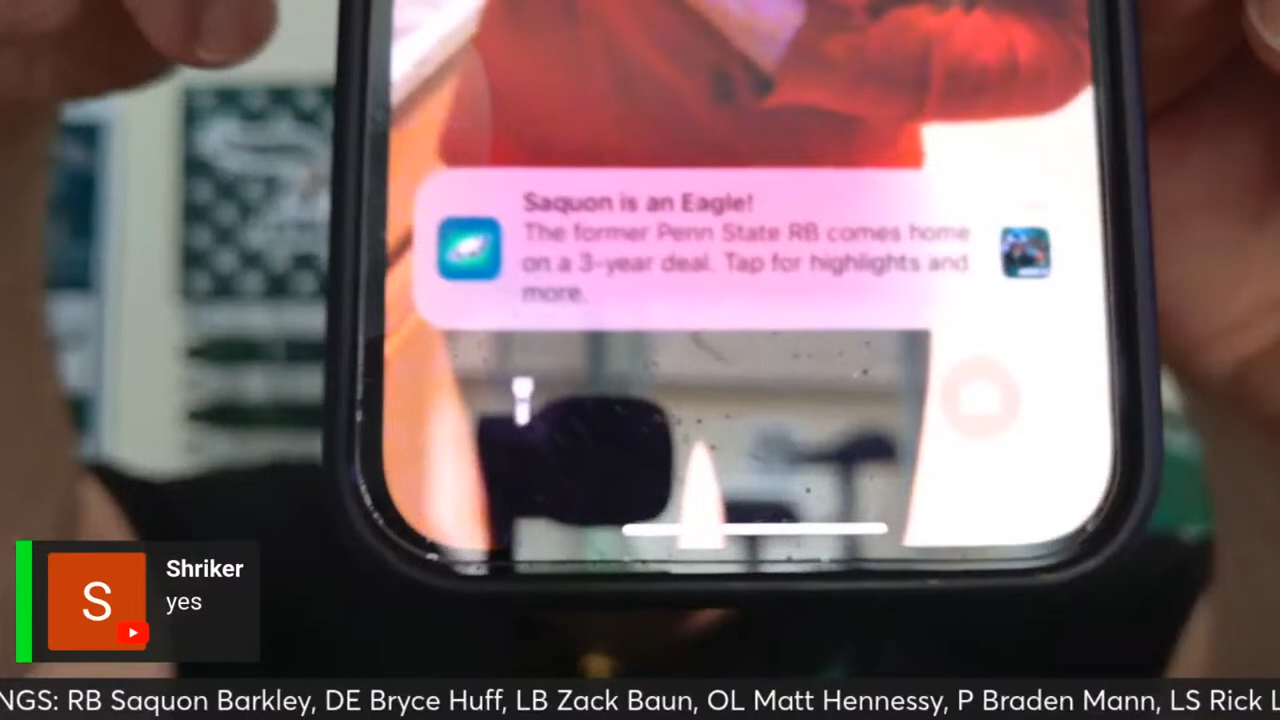 Saquon is an Eagle!
The former Penn State RB comes home
on a 3-year deal. Tap for highlights and
more.
S
Shriker
yes
NGS: RB Saquon Barkley, DE Bryce Huff, LB Zack Baun, OL Matt Hennessy, P Braden Mann, LS Rick L